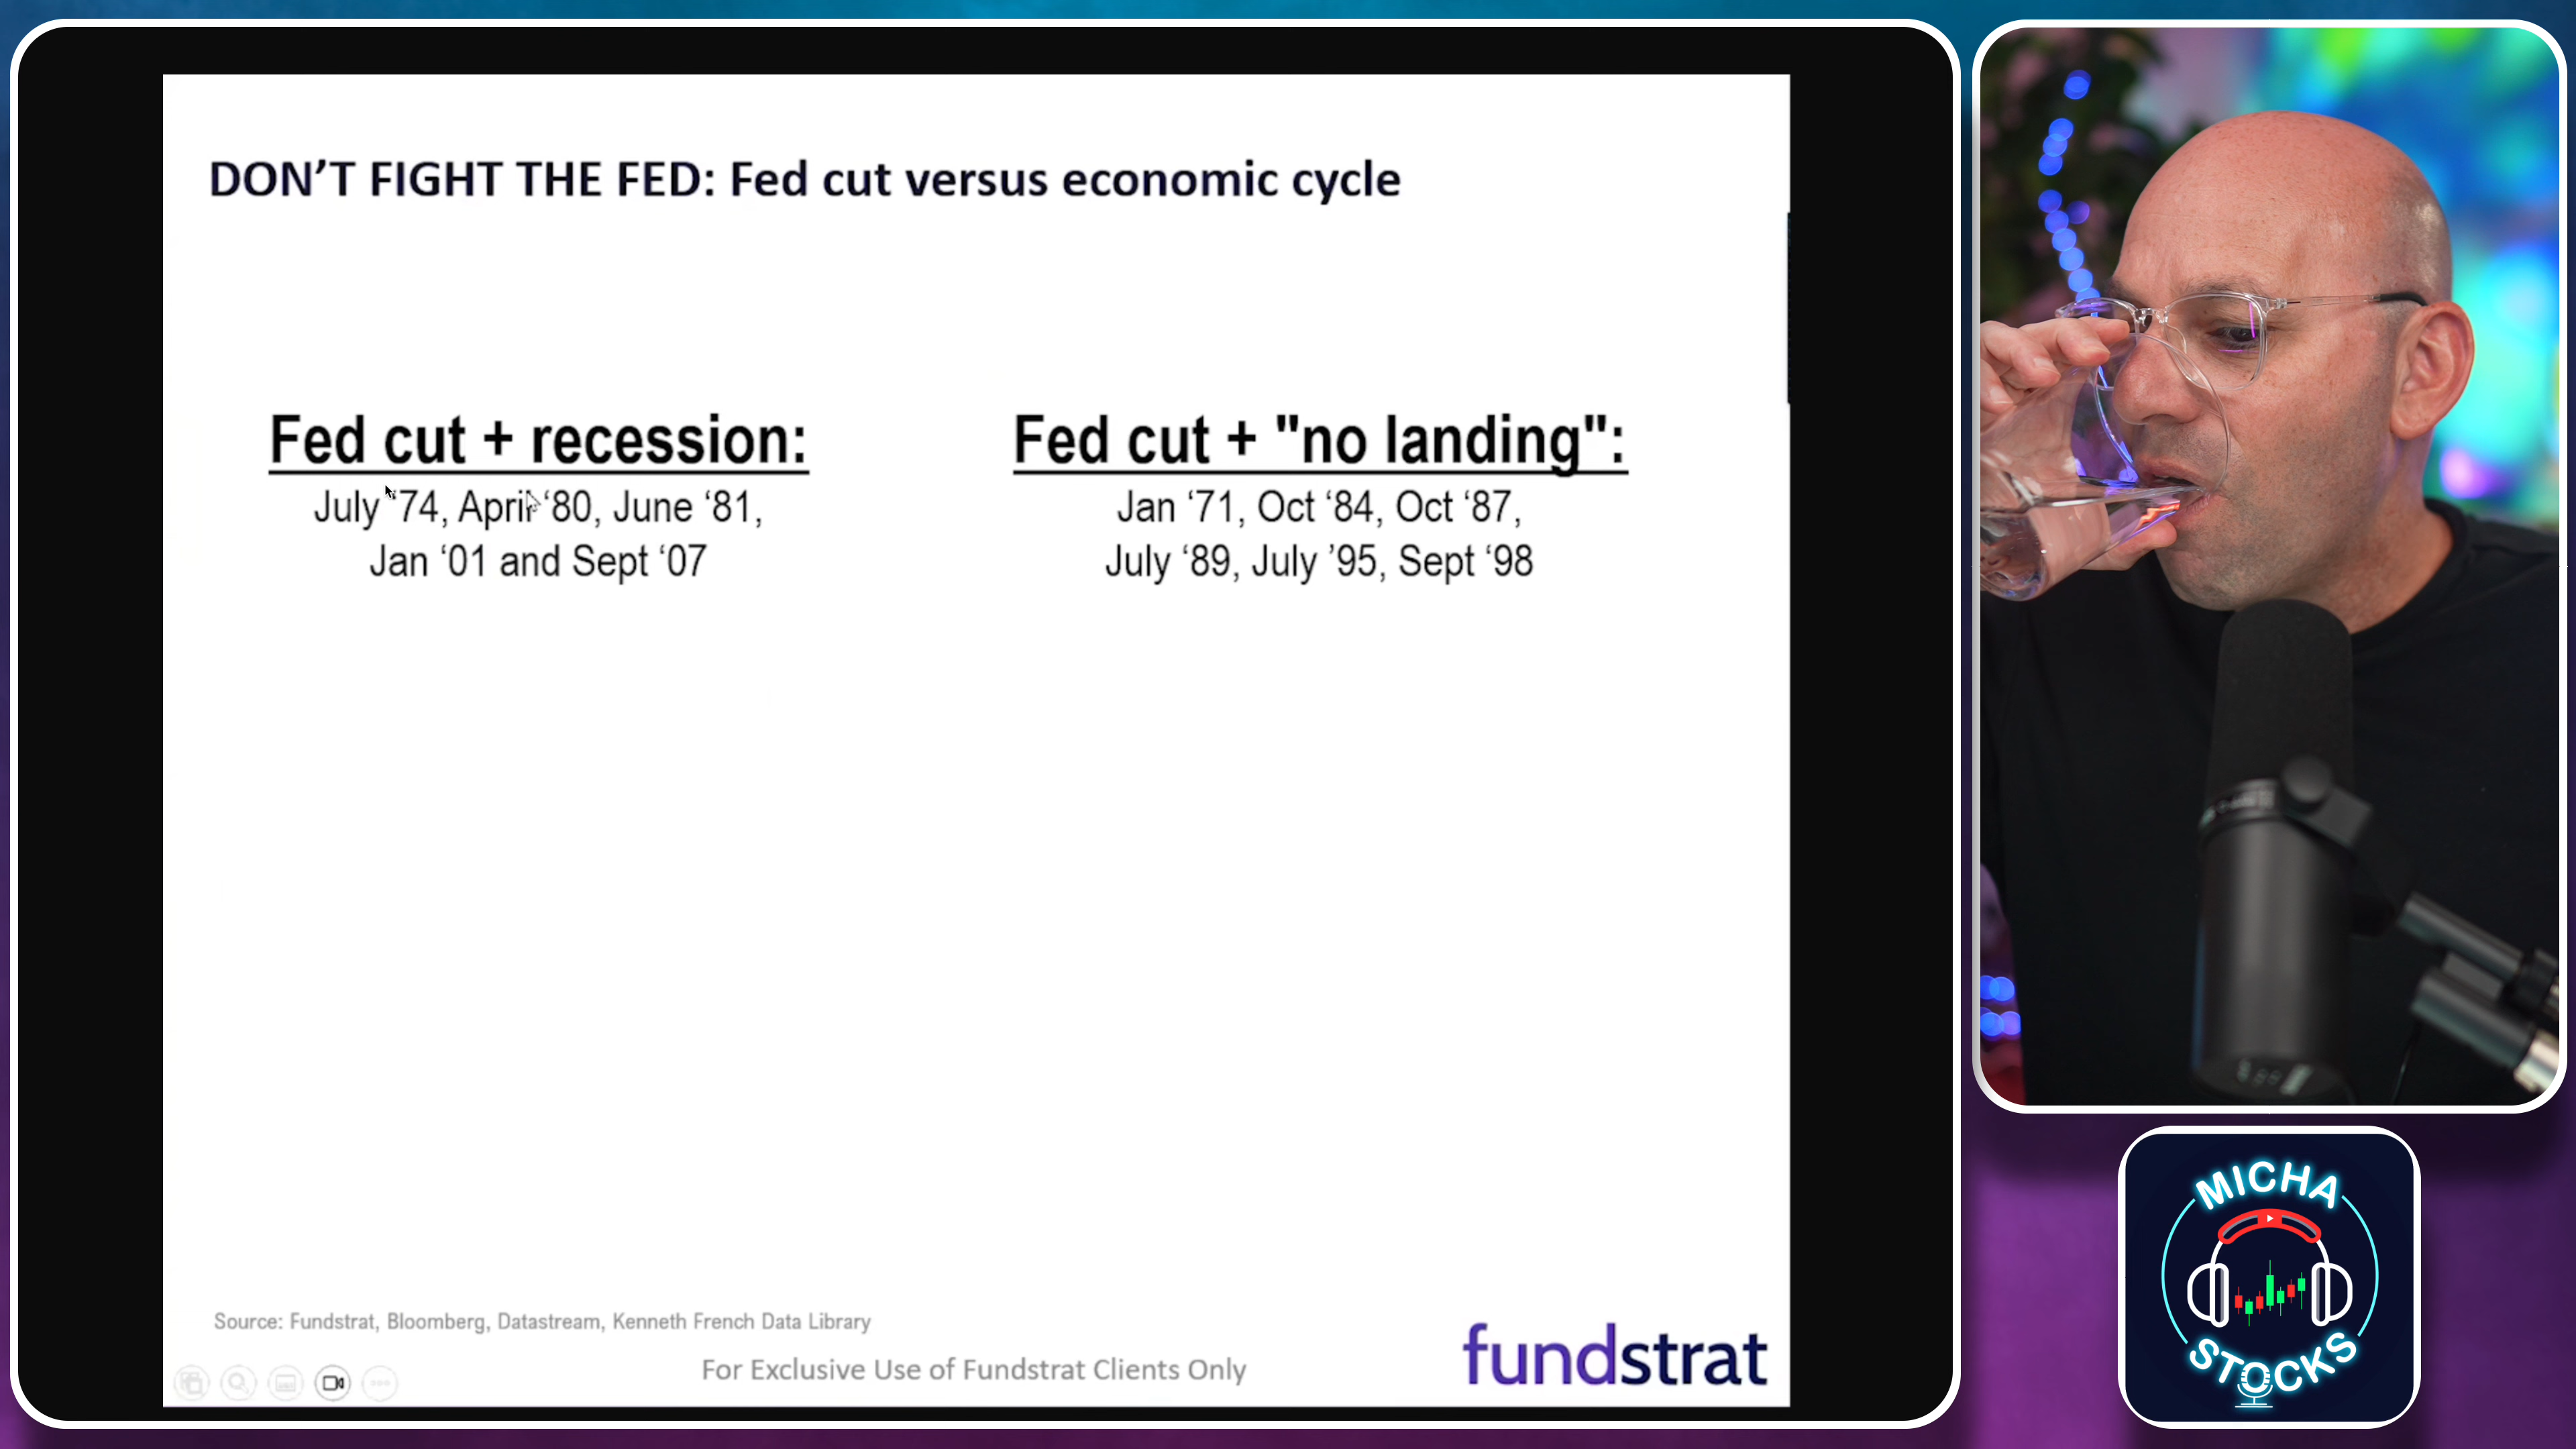 DON’T FIGHT THE FED: Fed cut versus economic cycle
Fed cut + recession:
July ‘74, April ‘80, June ‘81,
Jan ‘01 and Sept ‘07
Fed cut + "no landing":
Jan ‘71, Oct ‘84, Oct ‘87,
July ‘89, July ’95, Sept ‘98
Source: Fundstrat, Bloomberg, Datastream, Kenneth French Data Library
For Exclusive Use of Fundstrat Clients Only
fundstrat
MICHA
STOCKS